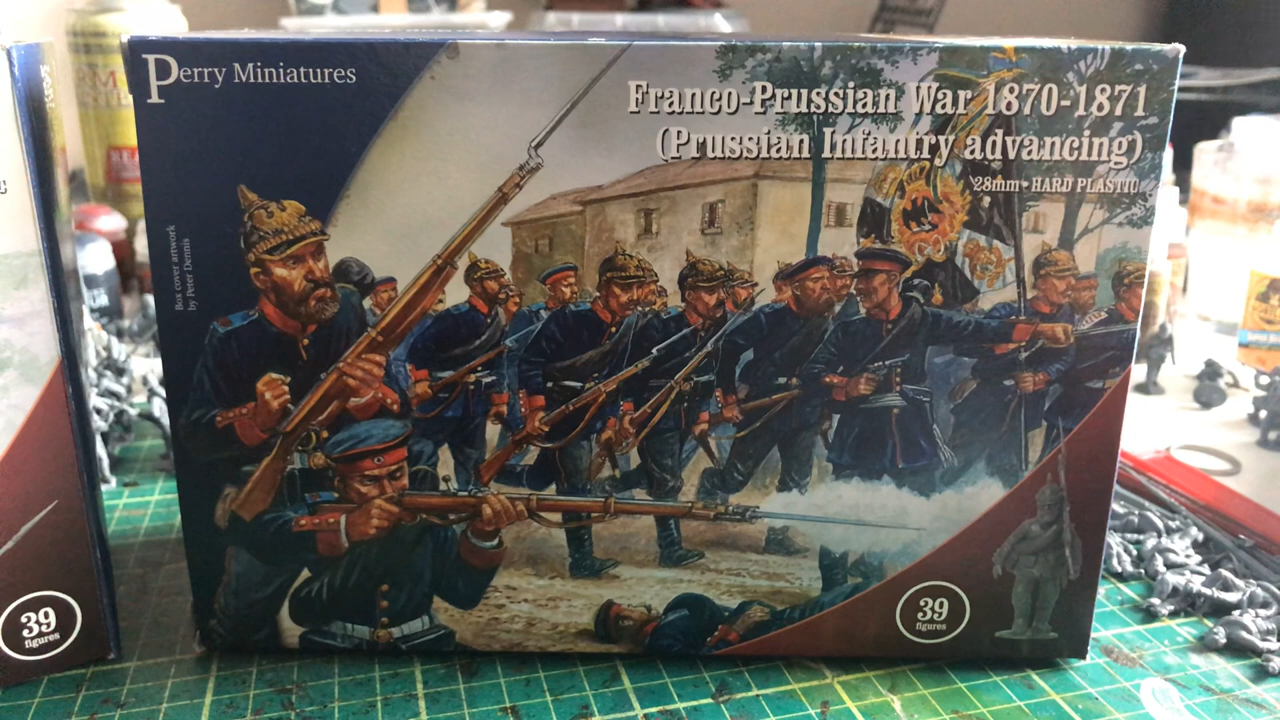 Perry Miniatures
Franco-Prussian War 1870-1871
(Prussian Infantry advancing)
28mm - HARD PLASTIC
Box cover artwork
by Peter Dennis
39
figures
39
figures